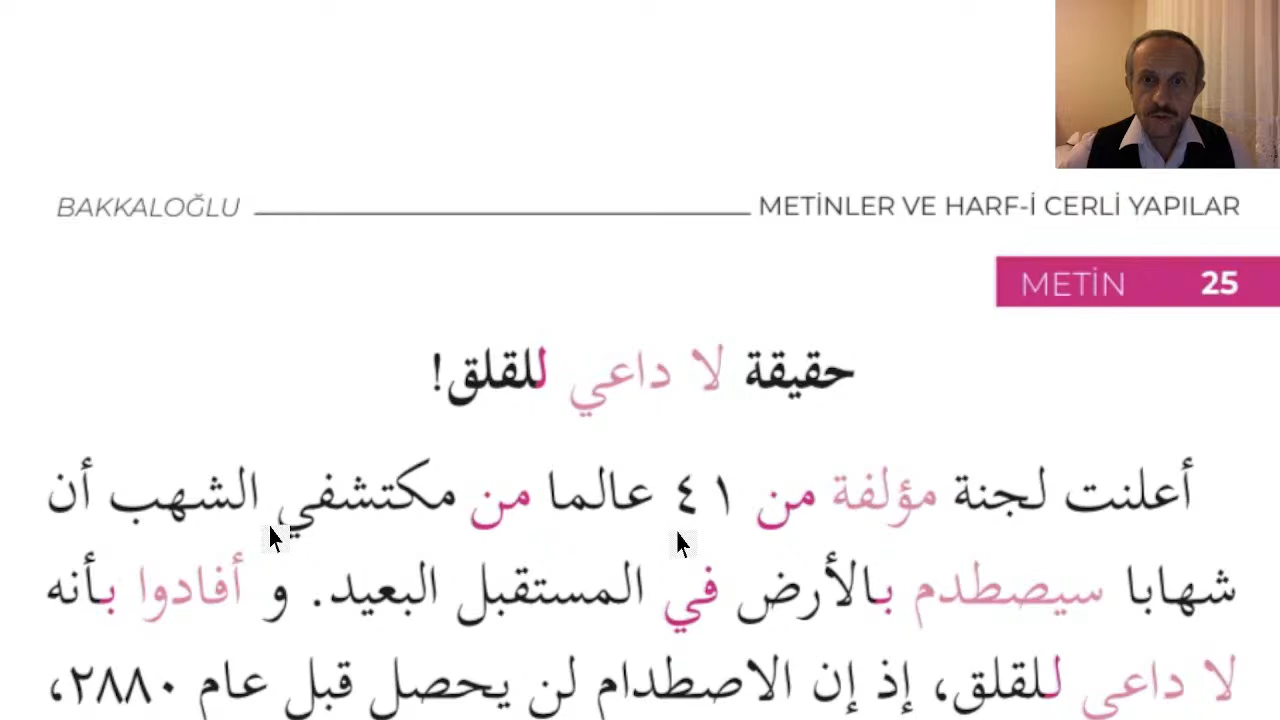 BAKKALOĞLU METİNLER VE HARF-İ CERLİ YAPILAR
METİN 25
حقيقة لا داعي للقلق!
أعلنت لجنة مؤلفة من ٤١ عالما من مكتشفي الشهب أن
شهابا سيصطدم بالأرض في المستقبل البعيد. و أفادوا بأنه
لا داعي للقلق، إذ إن الاصطدام لن يحصل قبل عام ٢٨٨٠،